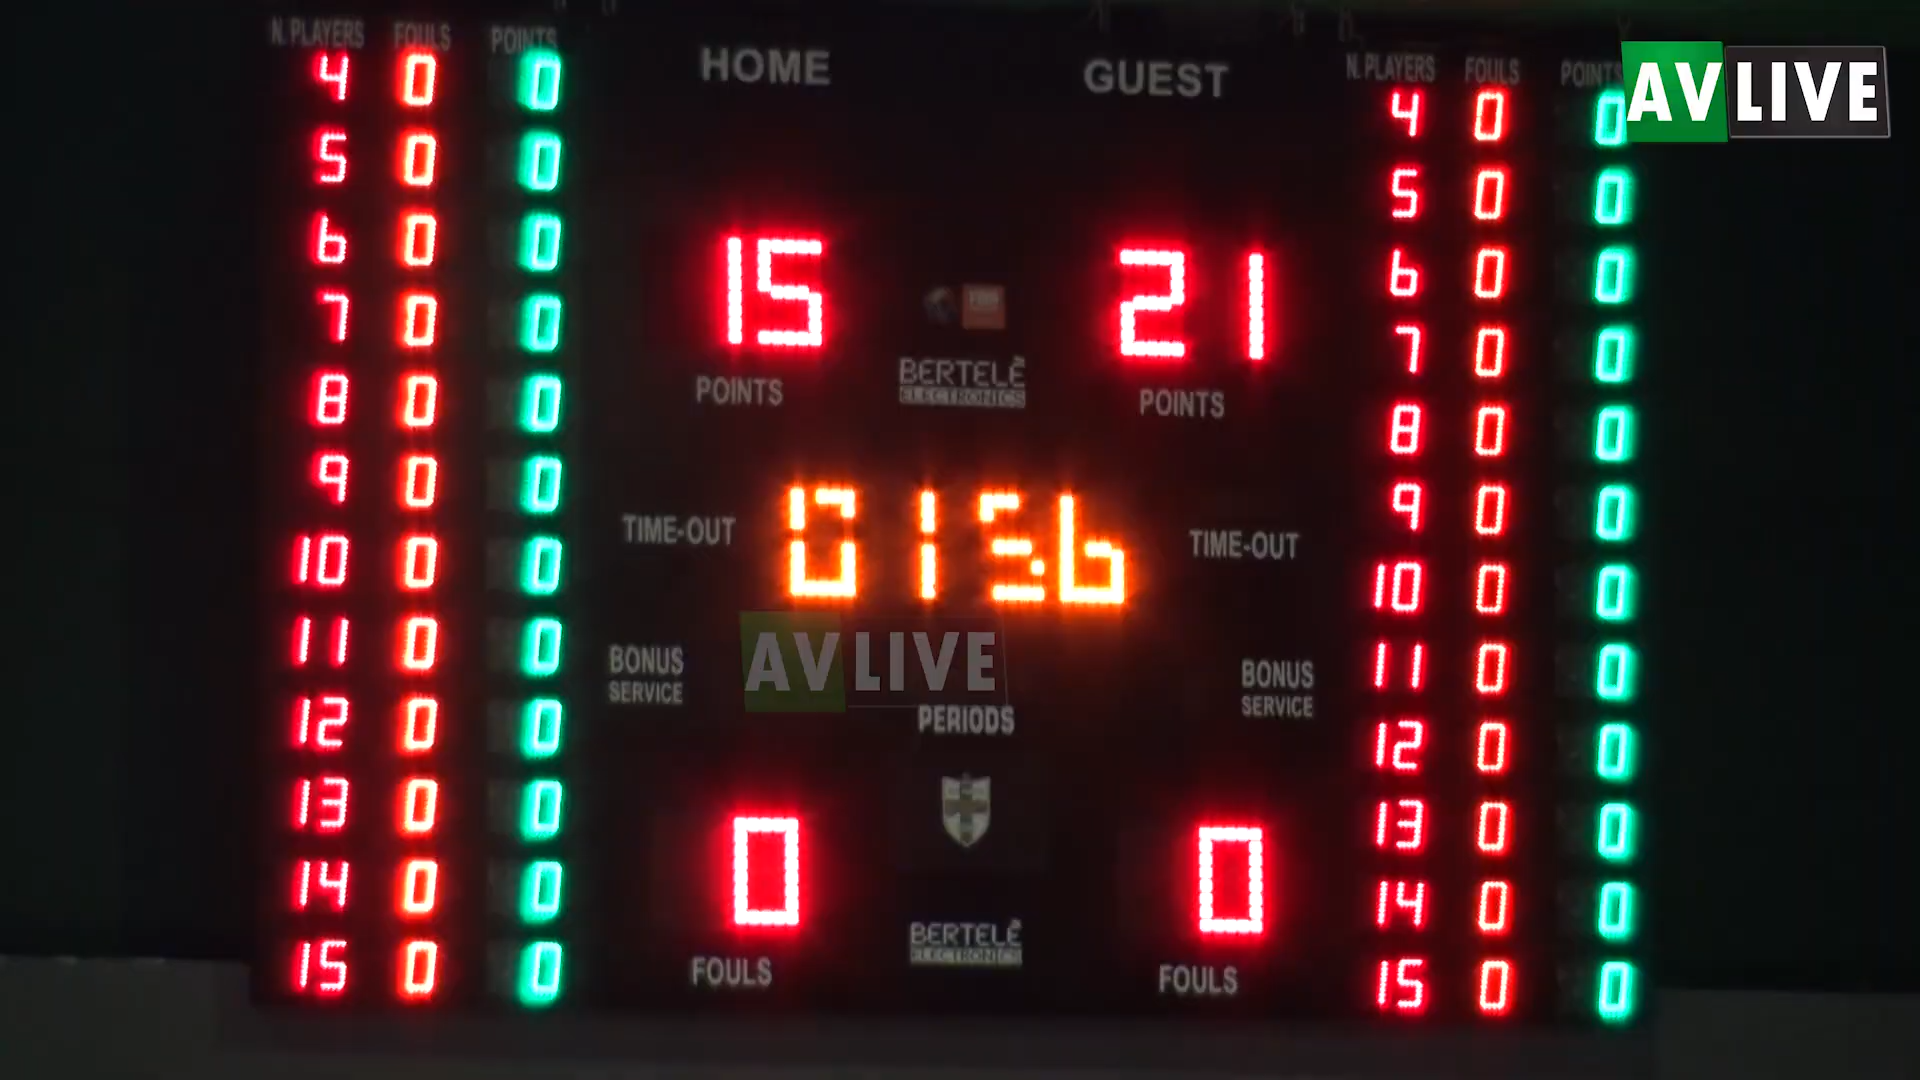 N. PLAYERS FOULS POINTS
HOME
GUEST
N. PLAYERS FOULS POINTS
AVLIVE
4 0 0
5 0 0
6 0 0
7 0 0
8 0 0
9 0 0
10 0 0
11 0 0
12 0 0
13 0 0
14 0 0
15 0 0
15
POINTS
21
POINTS
BERTELÈ
ELECTRONICS
TIME-OUT
01 56
TIME-OUT
AVLIVE
BONUS
SERVICE
PERIODS
BONUS
SERVICE
0
FOULS
BERTELÈ
ELECTRONICS
0
FOULS
4 0 0
5 0 0
6 0 0
7 0 0
8 0 0
9 0 0
10 0 0
11 0 0
12 0 0
13 0 0
14 0 0
15 0 0